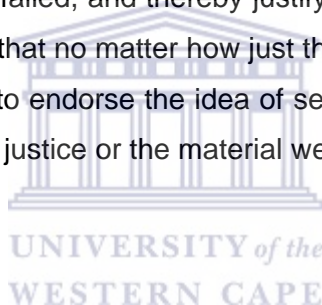 failed, and thereby justify
that no matter how just th
to endorse the idea of se
justice or the material we
UNIVERSITY of the
WESTERN CAPE